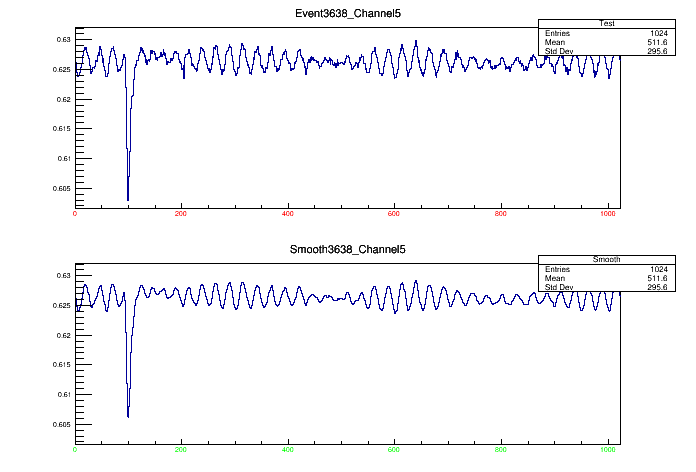 Event3638_Channel5
Test
Entries 1024
Mean 511.6
Std Dev 295.6
0.63
0.625
0.62
0.615
0.61
0.605
0 200 400 600 800 1000
Smooth3638_Channel5
Smooth
Entries 1024
Mean 511.6
Std Dev 295.6
0.63
0.625
0.62
0.615
0.61
0.605
0 200 400 600 800 1000